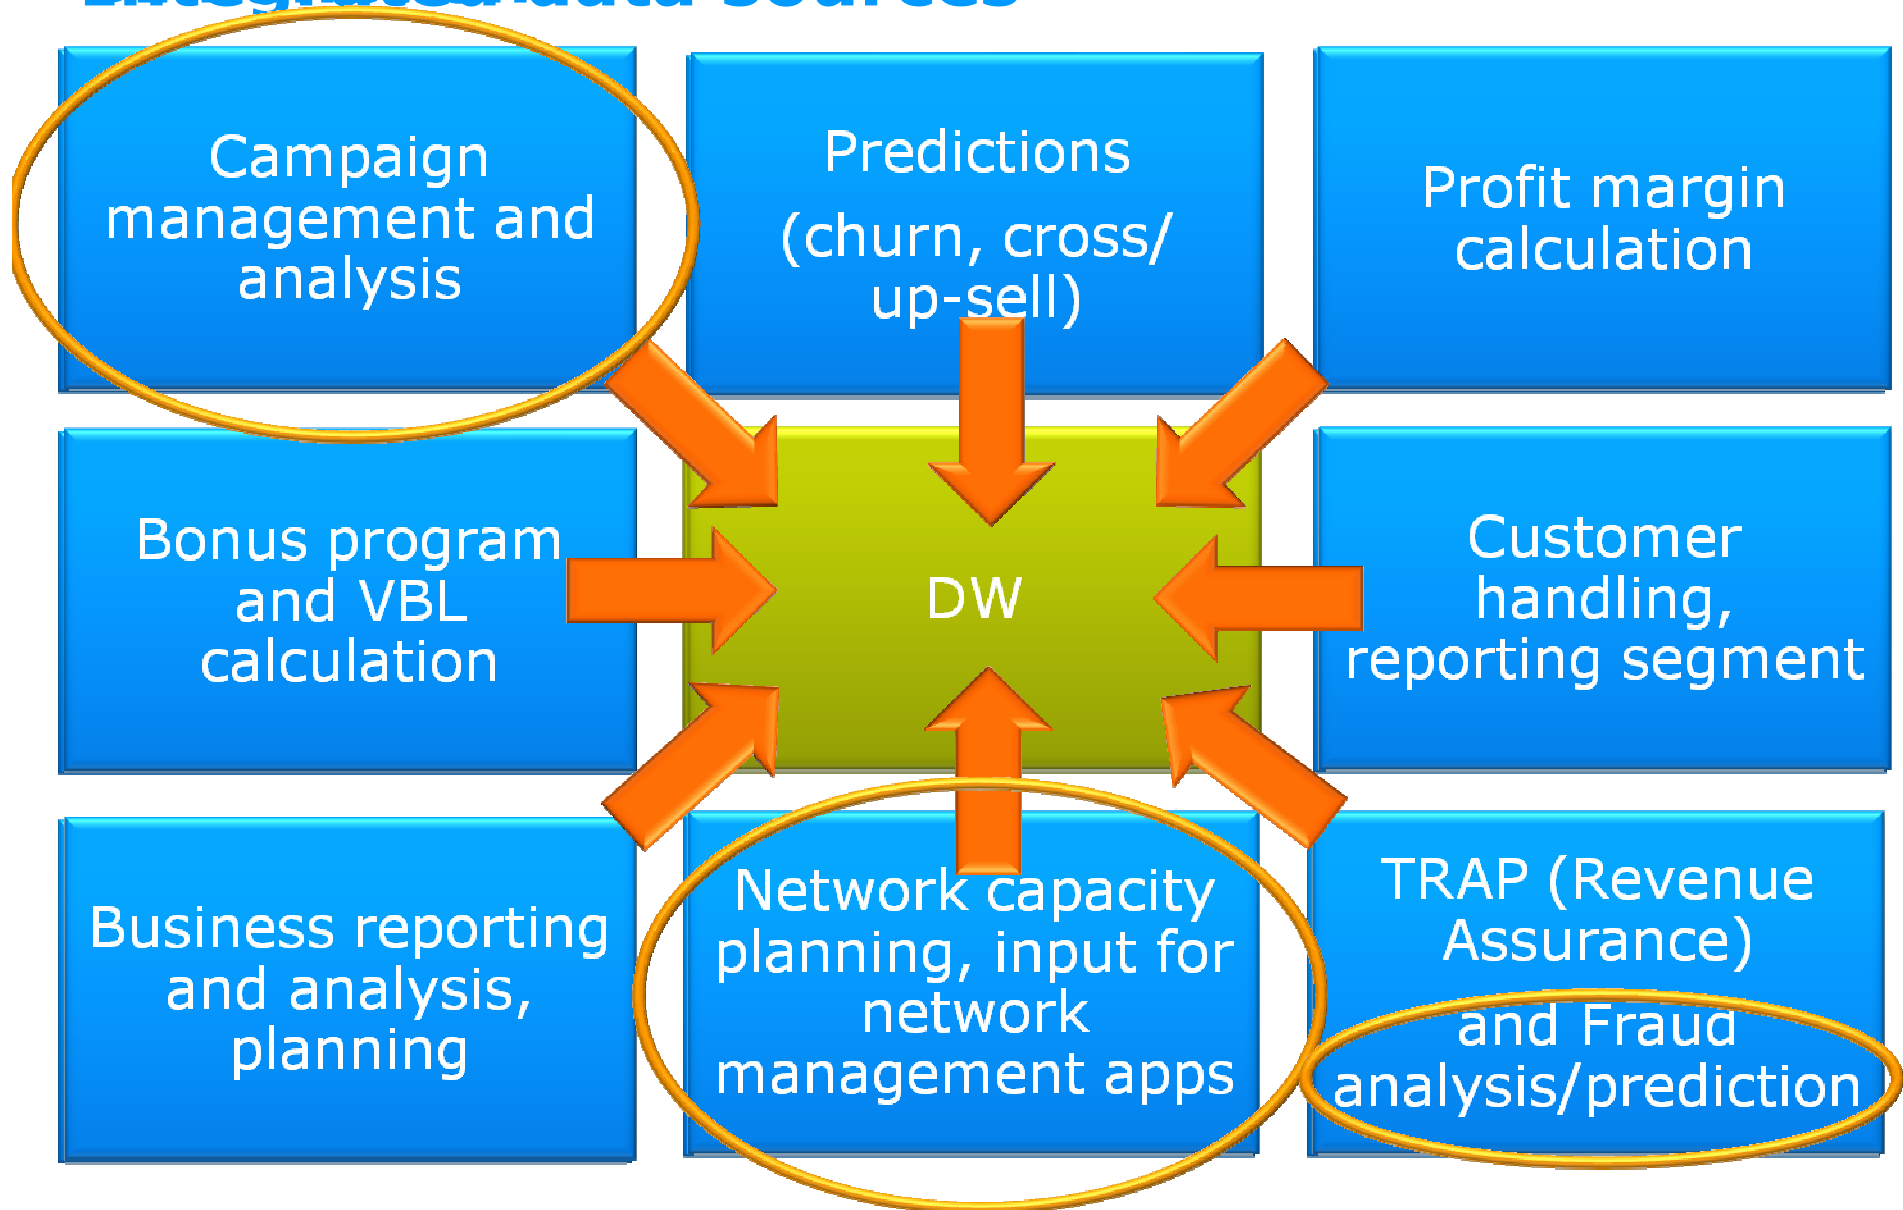 data sources
Campaign
management and
analysis
Predictions
(churn, cross/
up-sell)
Profit margin
calculation
Bonus program
and VBL
calculation
DW
Customer
handling,
reporting segment
Business reporting
and analysis,
planning
Network capacity
planning, input for
network
management apps
TRAP (Revenue
Assurance)
and Fraud
analysis/prediction